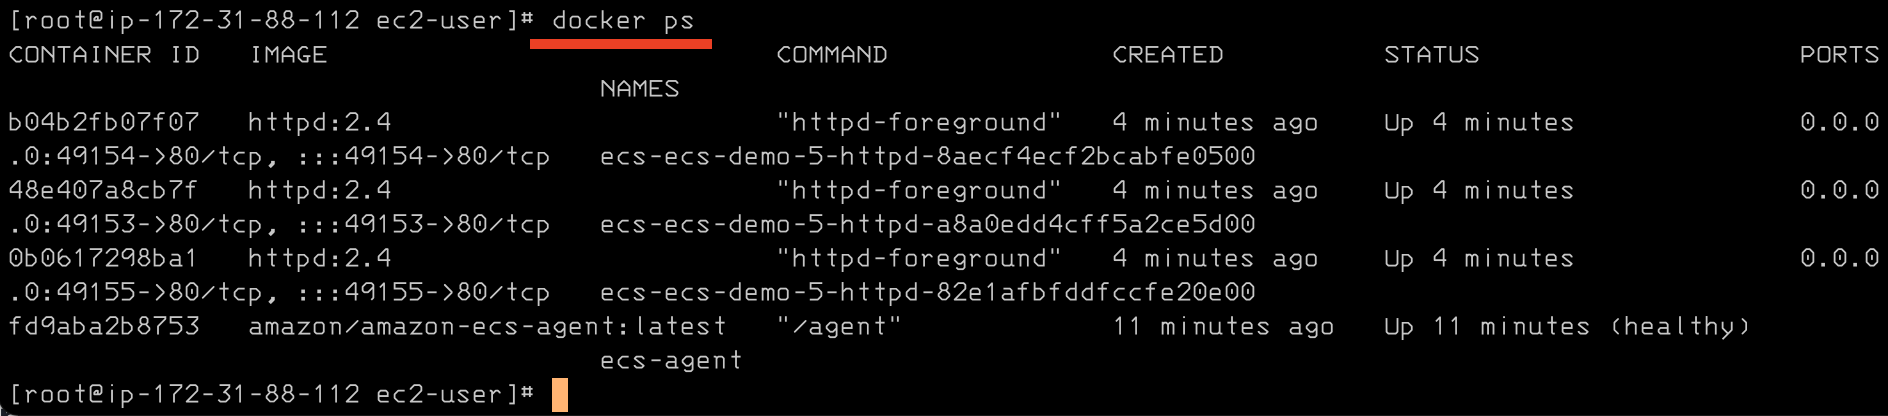 [root@ip-172-31-88-112 ec2-user]# docker ps
CONTAINER ID   IMAGE                            COMMAND              CREATED          STATUS                    PORTS
                                     NAMES
b04b2fb07f07   httpd:2.4                        "httpd-foreground"   4 minutes ago    Up 4 minutes              0.0.0
.0:49154->80/tcp, :::49154->80/tcp   ecs-ecs-demo-5-httpd-8aecf4ecf2bcabfe0500
48e407a8cb7f   httpd:2.4                        "httpd-foreground"   4 minutes ago    Up 4 minutes              0.0.0
.0:49153->80/tcp, :::49153->80/tcp   ecs-ecs-demo-5-httpd-a8a0edd4cff5a2ce5d00
0b0617298ba1   httpd:2.4                        "httpd-foreground"   4 minutes ago    Up 4 minutes              0.0.0
.0:49155->80/tcp, :::49155->80/tcp   ecs-ecs-demo-5-httpd-82e1afbfddfccfe20e00
fd9aba2b8753   amazon/amazon-ecs-agent:latest   "/agent"             11 minutes ago   Up 11 minutes (healthy)
                                     ecs-agent
[root@ip-172-31-88-112 ec2-user]#